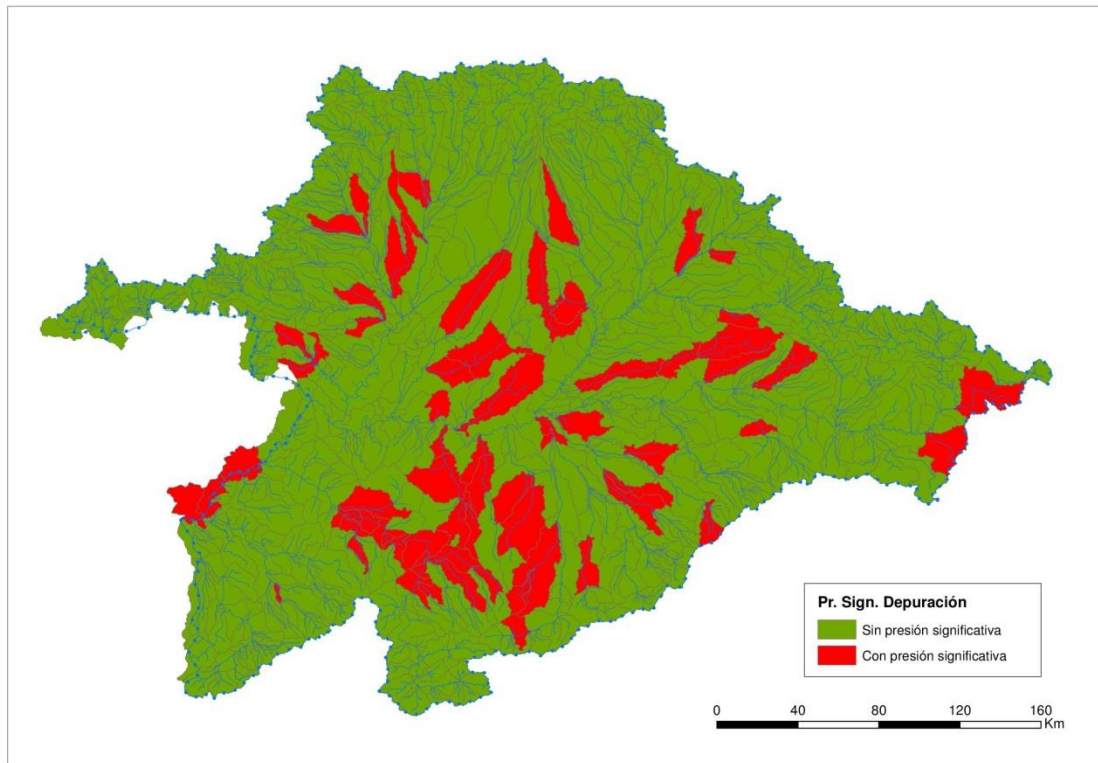 Pr. Sign. Depuración
Sin presión significativa
Con presión significativa
0 40 80 120 160
Km